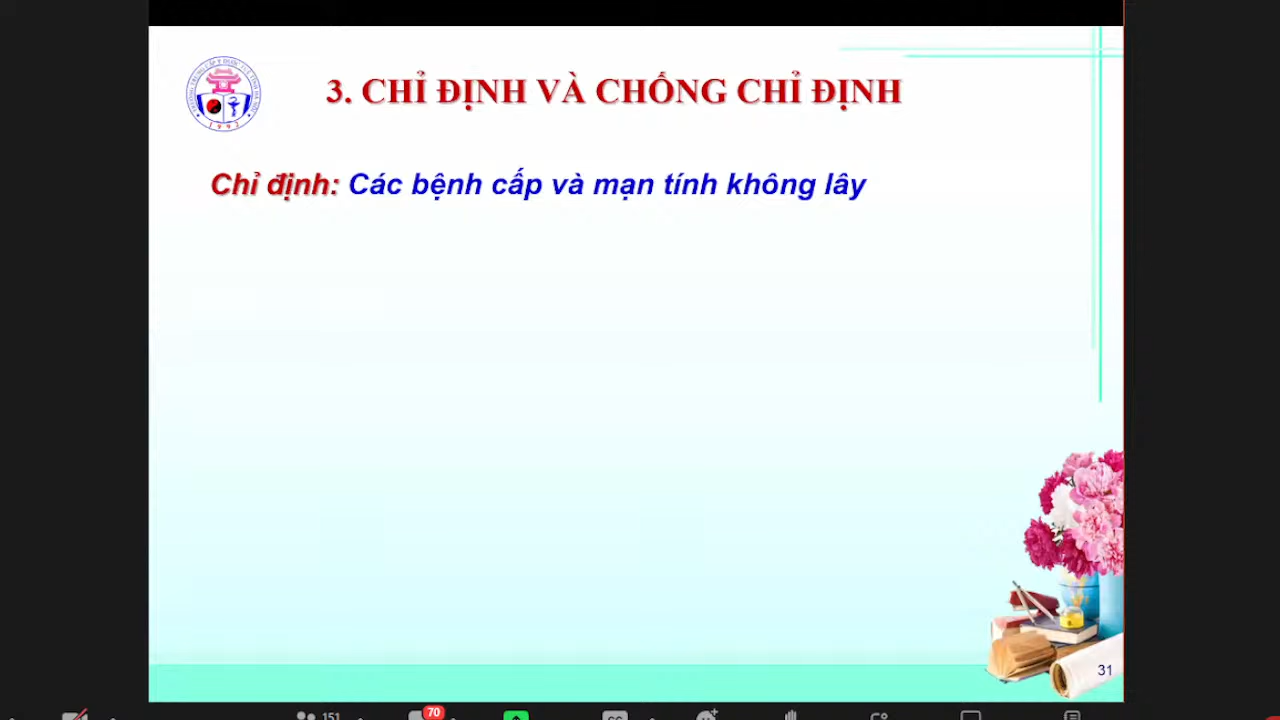 3. CHỈ ĐỊNH VÀ CHỐNG CHỈ ĐỊNH
Chỉ định: Các bệnh cấp và mạn tính không lây
31
151
70